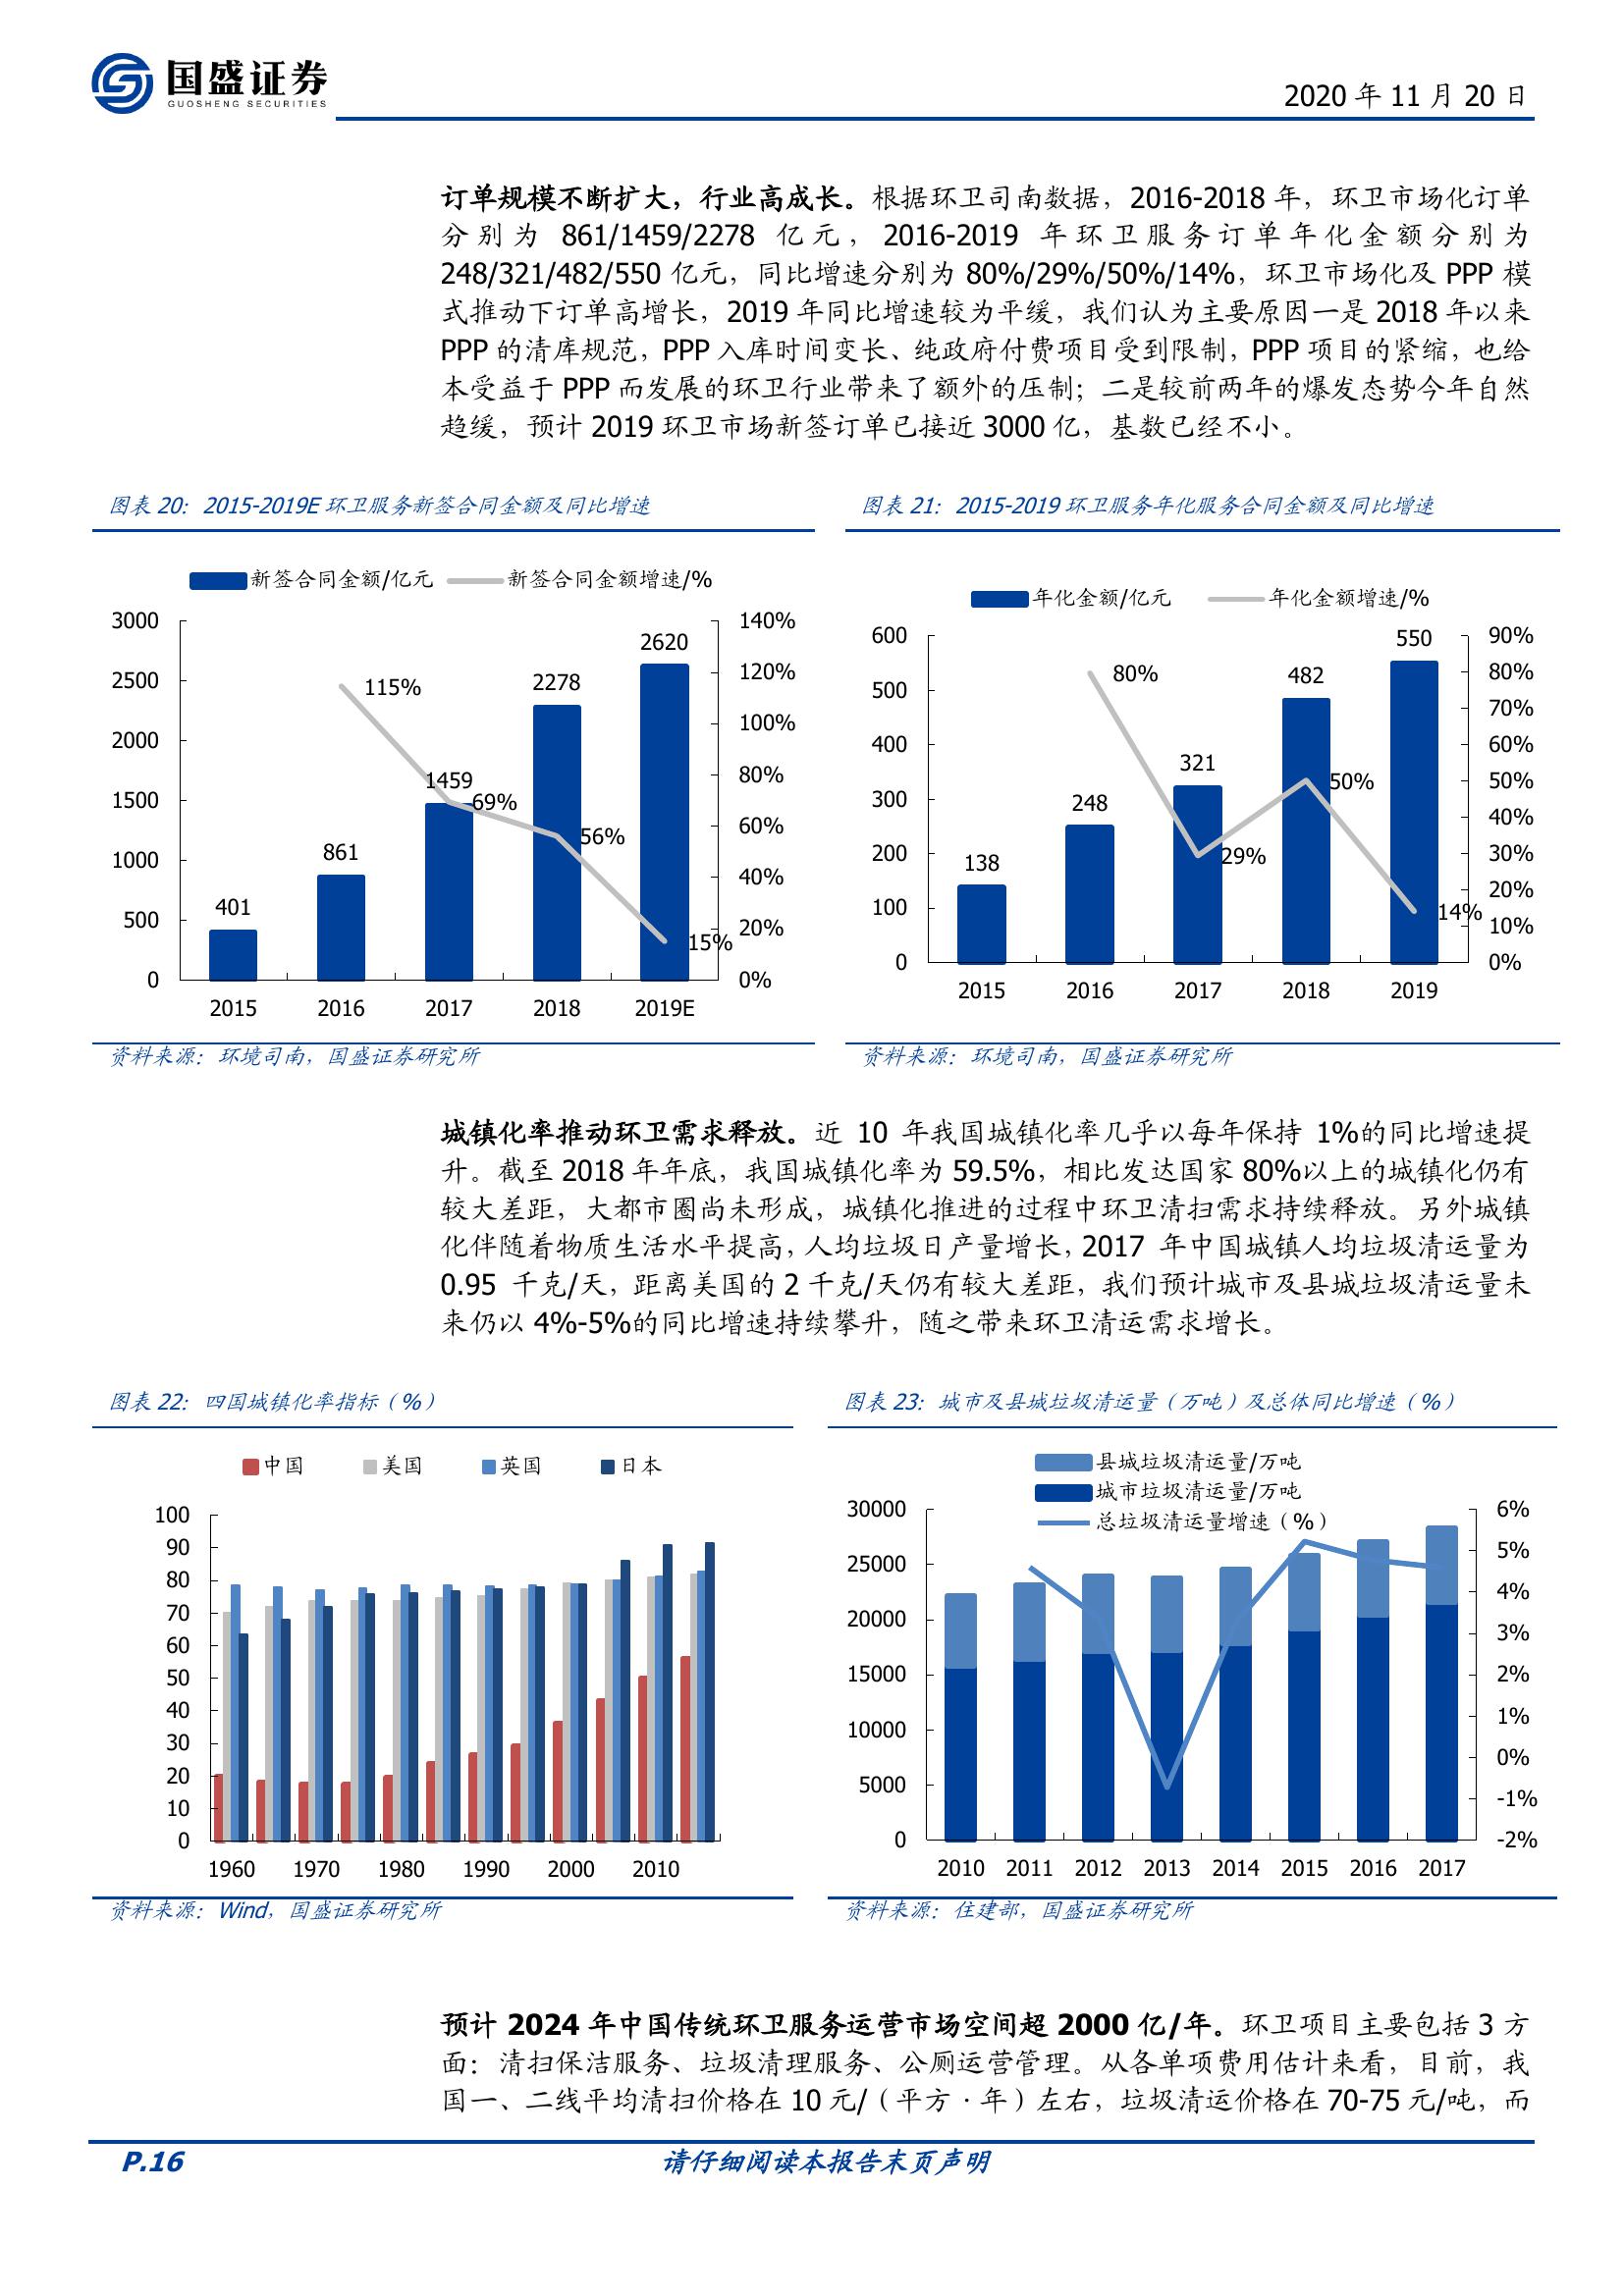 国盛证券
GUOSHENG SECURITIES
2020 年 11 月 20 日
订单规模不断扩大，行业高成长。根据环卫司南数据，2016-2018 年，环卫市场化订单
分别为 861/1459/2278 亿元，2016-2019 年环卫服务订单年化金额分别为
248/321/482/550 亿元，同比增速分别为 80%/29%/50%/14%，环卫市场化及 PPP 模
式推动下订单高增长，2019 年同比增速较为平缓，我们认为主要原因一是 2018 年以来
PPP 的清库规范，PPP 入库时间变长、纯政府付费项目受到限制，PPP 项目的紧缩，也给
本受益于 PPP 而发展的环卫行业带来了额外的压制；二是较前两年的爆发态势今年自然
趋缓，预计 2019 环卫市场新签订单已接近 3000 亿，基数已经不小。
图表 20：2015-2019E 环卫服务新签合同金额及同比增速
新签合同金额/亿元 新签合同金额增速/%
3000
2500
2000
1500
1000
500
0
140%
120%
100%
80%
60%
40%
20%
0%
401
861
1459
2278
2620
115%
69%
56%
15%
2015 2016 2017 2018 2019E
资料来源：环境司南，国盛证券研究所
图表 21：2015-2019 环卫服务年化服务合同金额及同比增速
年化金额/亿元 年化金额增速/%
600
500
400
300
200
100
0
90%
80%
70%
60%
50%
40%
30%
20%
10%
0%
138
248
321
482
550
80%
29%
50%
14%
2015 2016 2017 2018 2019
资料来源：环境司南，国盛证券研究所
城镇化率推动环卫需求释放。近 10 年我国城镇化率几乎以每年保持 1%的同比增速提
升。截至 2018 年年底，我国城镇化率为 59.5%，相比发达国家 80%以上的城镇化仍有
较大差距，大都市圈尚未形成，城镇化推进的过程中环卫清扫需求持续释放。另外城镇
化伴随着物质生活水平提高，人均垃圾日产量增长，2017 年中国城镇人均垃圾清运量为
0.95 千克/天，距离美国的 2 千克/天仍有较大差距，我们预计城市及县城垃圾清运量未
来仍以 4%-5%的同比增速持续攀升，随之带来环卫清运需求增长。
图表 22：四国城镇化率指标（%）
中国 美国 英国 日本
100
90
80
70
60
50
40
30
20
10
0
1960 1970 1980 1990 2000 2010
资料来源：Wind，国盛证券研究所
图表 23：城市及县城垃圾清运量（万吨）及总体同比增速（%）
县城垃圾清运量/万吨
城市垃圾清运量/万吨
总垃圾清运量增速（%）
30000
25000
20000
15000
10000
5000
0
6%
5%
4%
3%
2%
1%
0%
-1%
-2%
2010 2011 2012 2013 2014 2015 2016 2017
资料来源：住建部，国盛证券研究所
预计 2024 年中国传统环卫服务运营市场空间超 2000 亿/年。环卫项目主要包括 3 方
面：清扫保洁服务、垃圾清理服务、公厕运营管理。从各单项费用估计来看，目前，我
国一、二线平均清扫价格在 10 元/（平方·年）左右，垃圾清运价格在 70-75 元/吨，而
P.16
请仔细阅读本报告末页声明